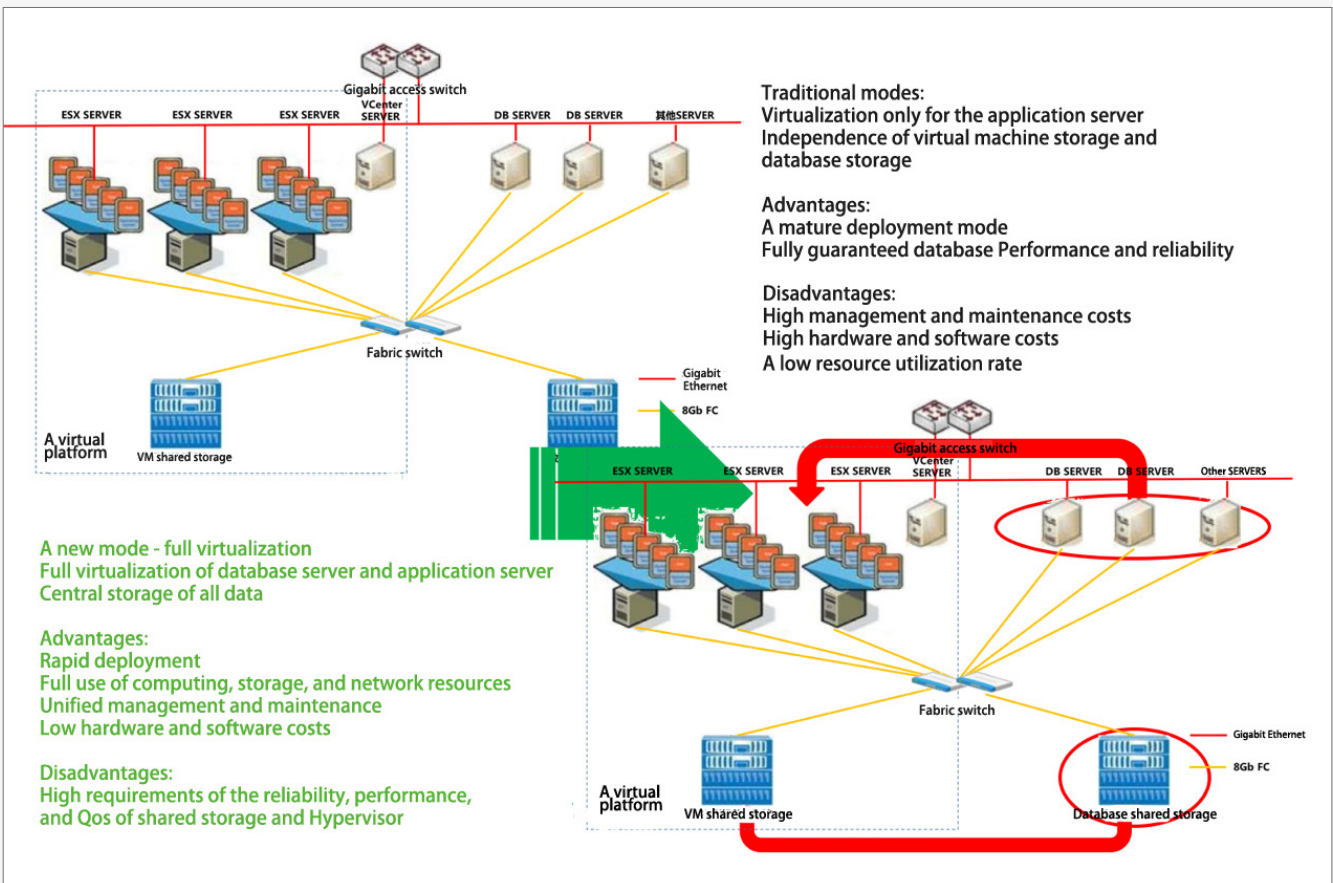 Gigabit access switch
ESX SERVER
ESX SERVER
ESX SERVER
VCenter
SERVER
DB SERVER
DB SERVER
其他SERVER
Fabric switch
Gigabit
Ethernet
8Gb FC
A virtual
platform
VM shared storage
Traditional modes:
Virtualization only for the application server
Independence of virtual machine storage and
database storage
Advantages:
A mature deployment mode
Fully guaranteed database Performance and reliability
Disadvantages:
High management and maintenance costs
High hardware and software costs
A low resource utilization rate
A new mode - full virtualization
Full virtualization of database server and application server
Central storage of all data
Advantages:
Rapid deployment
Full use of computing, storage, and network resources
Unified management and maintenance
Low hardware and software costs
Disadvantages:
High requirements of the reliability, performance,
and Qos of shared storage and Hypervisor
Gigabit access switch
ESX SERVER
ESX SERVER
ESX SERVER
VCenter
SERVER
DB SERVER
DB SERVER
Other SERVERS
Fabric switch
Gigabit Ethernet
8Gb FC
A virtual
platform
VM shared storage
Database shared storage